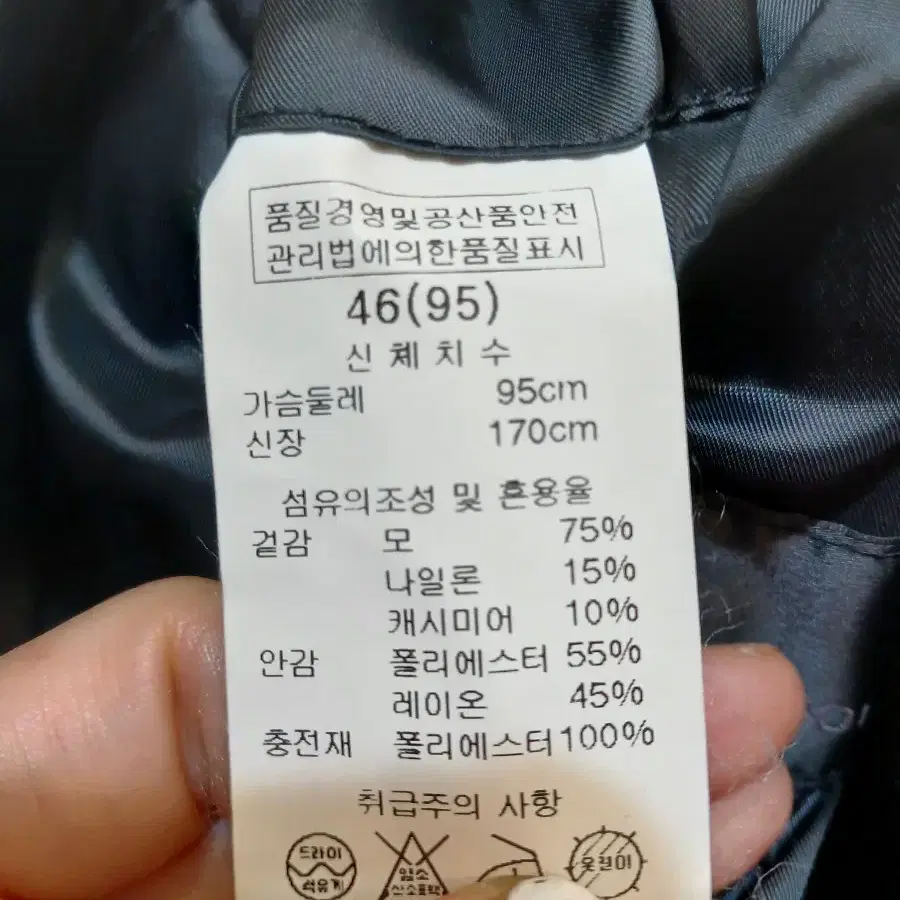 품질경영및공산품안전
관리법에의한품질표시
46(95)
신체치수
가슴둘레 95cm
신장 170cm
섬유의조성 및 혼용율
겉감 모 75%
나일론 15%
캐시미어 10%
안감 폴리에스터 55%
레이온 45%
충전재 폴리에스터 100%
취급주의 사항
드라이 염소 옷걸이
석유계 산소표백